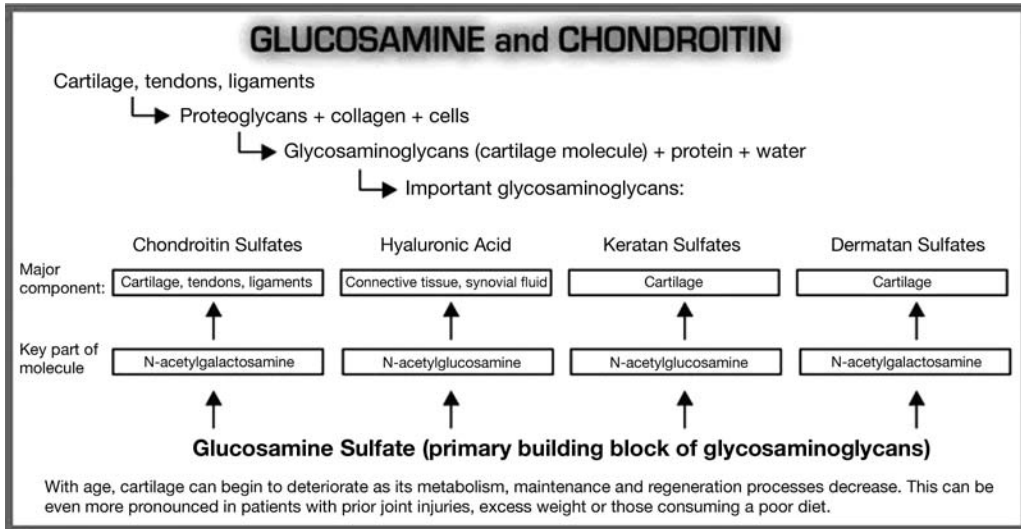 GLUCOSAMINE and CHONDROITIN
Cartilage, tendons, ligaments
Proteoglycans + collagen + cells
Glycosaminoglycans (cartilage molecule) + protein + water
Important glycosaminoglycans:
Chondroitin Sulfates Hyaluronic Acid Keratan Sulfates Dermatan Sulfates
Major component: Cartilage, tendons, ligaments Connective tissue, synovial fluid Cartilage Cartilage
Key part of molecule N-acetylgalactosamine N-acetylglucosamine N-acetylglucosamine N-acetylgalactosamine
Glucosamine Sulfate (primary building block of glycosaminoglycans)
With age, cartilage can begin to deteriorate as its metabolism, maintenance and regeneration processes decrease. This can be
even more pronounced in patients with prior joint injuries, excess weight or those consuming a poor diet.